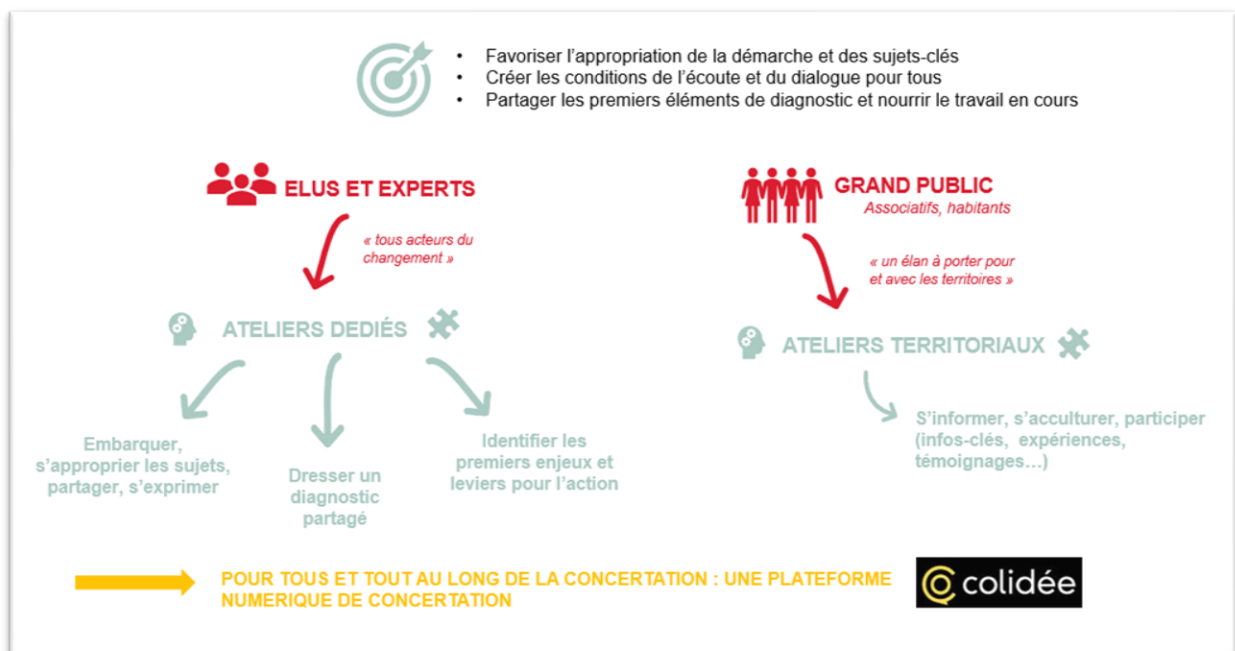 • Favoriser l'appropriation de la démarche et des sujets-clés
• Créer les conditions de l'écoute et du dialogue pour tous
• Partager les premiers éléments de diagnostic et nourrir le travail en cours
ELUS ET EXPERTS
« tous acteurs du
changement »
ATELIERS DEDIÉS
Embarquer,
s'approprier les sujets,
partager, s'exprimer
Dresser un
diagnostic
partagé
Identifier les
premiers enjeux et
leviers pour l'action
GRAND PUBLIC
Associatifs, habitants
« un élan à porter pour
et avec les territoires »
ATELIERS TERRITORIAUX
S'informer, s'acculturer, participer
(infos-clés, expériences,
témoignages…)
POUR TOUS ET TOUT AU LONG DE LA CONCERTATION : UNE PLATEFORME
NUMERIQUE DE CONCERTATION
colidée